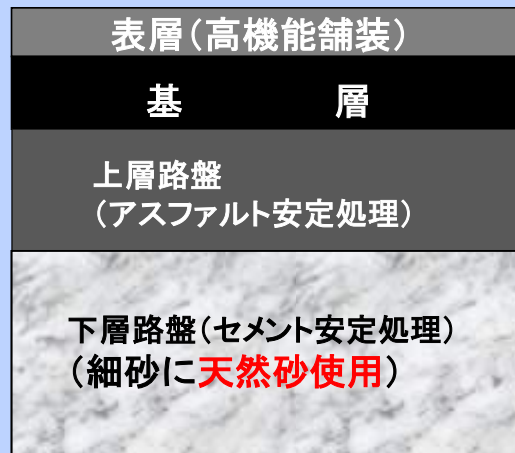 表層（高機能舗装）
基　　　層
上層路盤
（アスファルト安定処理）
下層路盤（セメント安定処理）
（細砂に天然砂使用）